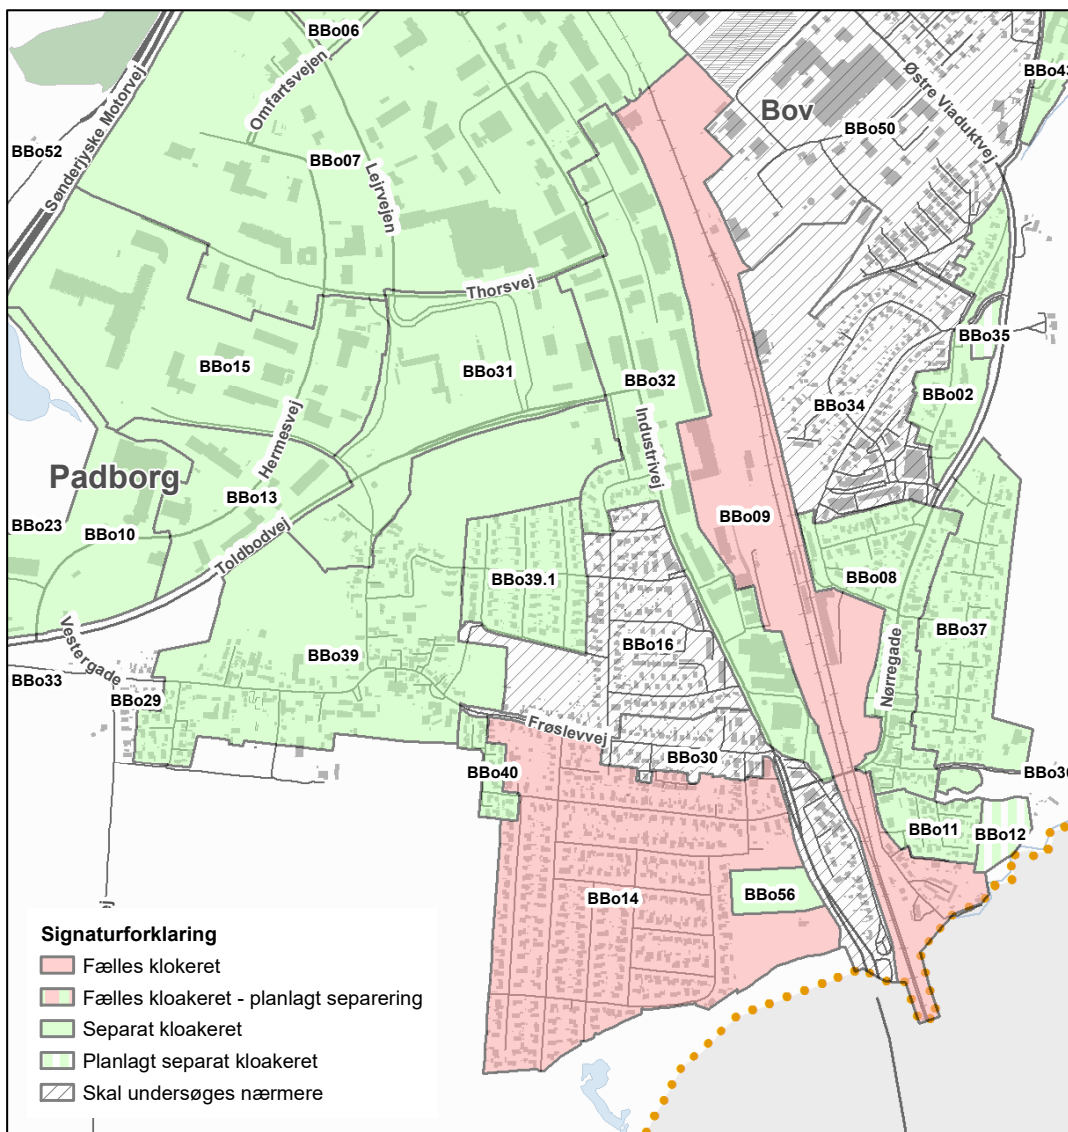 BBo06
Omfartsvejen
Sønderjyske Motorvej
BBo52
BBo07
Lejrvejen
Bov
BBo50
Østre Viaduktvej
BBo43
Thorsvej
BBo15
BBo31
BBo32
BBo35
BBo02
BBo34
Hermesvej
Industrivej
Padborg
BBo13
BBo23
BBo10
Toldbodvej
BBo09
BBo39.1
BBo08
BBo37
Vestergade
BBo39
BBo16
Nørregade
BBo33
BBo29
Frøslevvej
BBo30
BBo40
BBo11
BBo12
BBo14
BBo56
Signaturforklaring
Fælles klokeret
Fælles kloakeret - planlagt separering
Separat kloakeret
Planlagt separat kloakeret
Skal undersøges nærmere